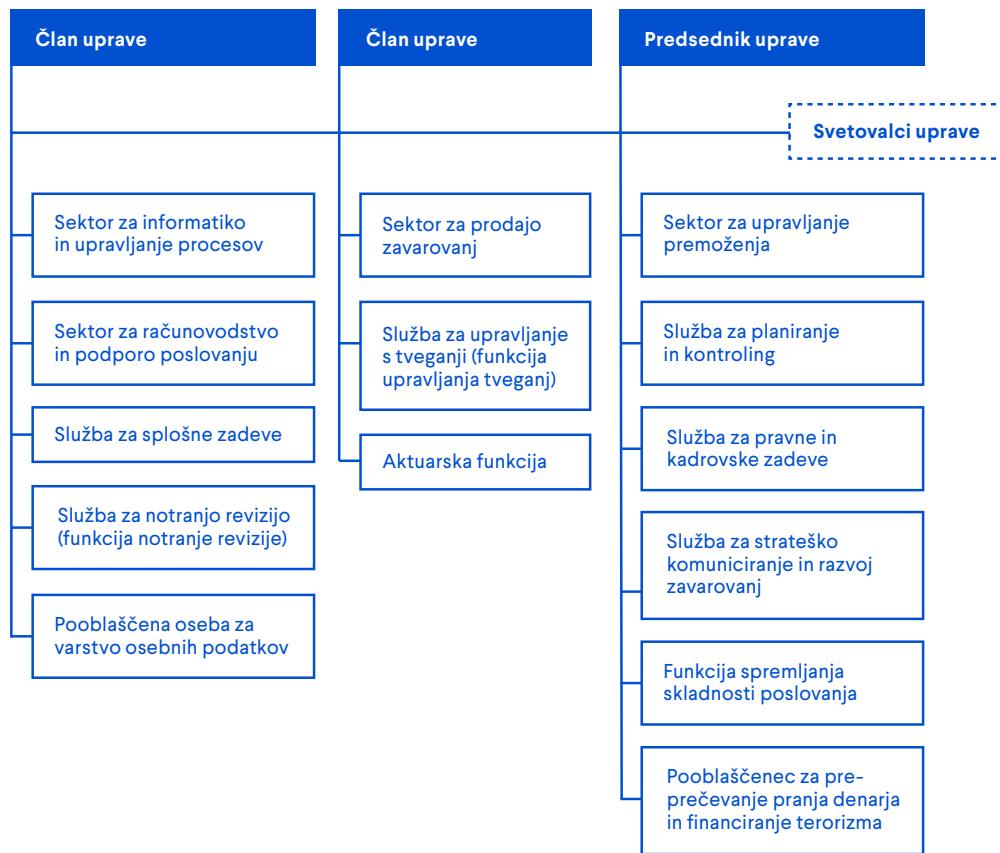 Član uprave
Član uprave
Predsednik uprave
Svetovalci uprave
Sektor za informatiko
in upravljanje procesov
Sektor za računovodstvo
in podporo poslovanju
Služba za splošne zadeve
Služba za notranjo revizijo
(funkcija notranje revizije)
Pooblaščena oseba za
varstvo osebnih podatkov
Sektor za prodajo
zavarovanj
Služba za upravljanje
s tveganji (funkcija
upravljanja tveganj)
Aktuarska funkcija
Sektor za upravljanje
premoženja
Služba za planiranje
in kontroling
Služba za pravne in
kadrovske zadeve
Služba za strateško
komuniciranje in razvoj
zavarovanj
Funkcija spremljanja
skladnosti poslovanja
Pooblaščenec za pre-
prečevanje pranja denarja
in financiranje terorizma